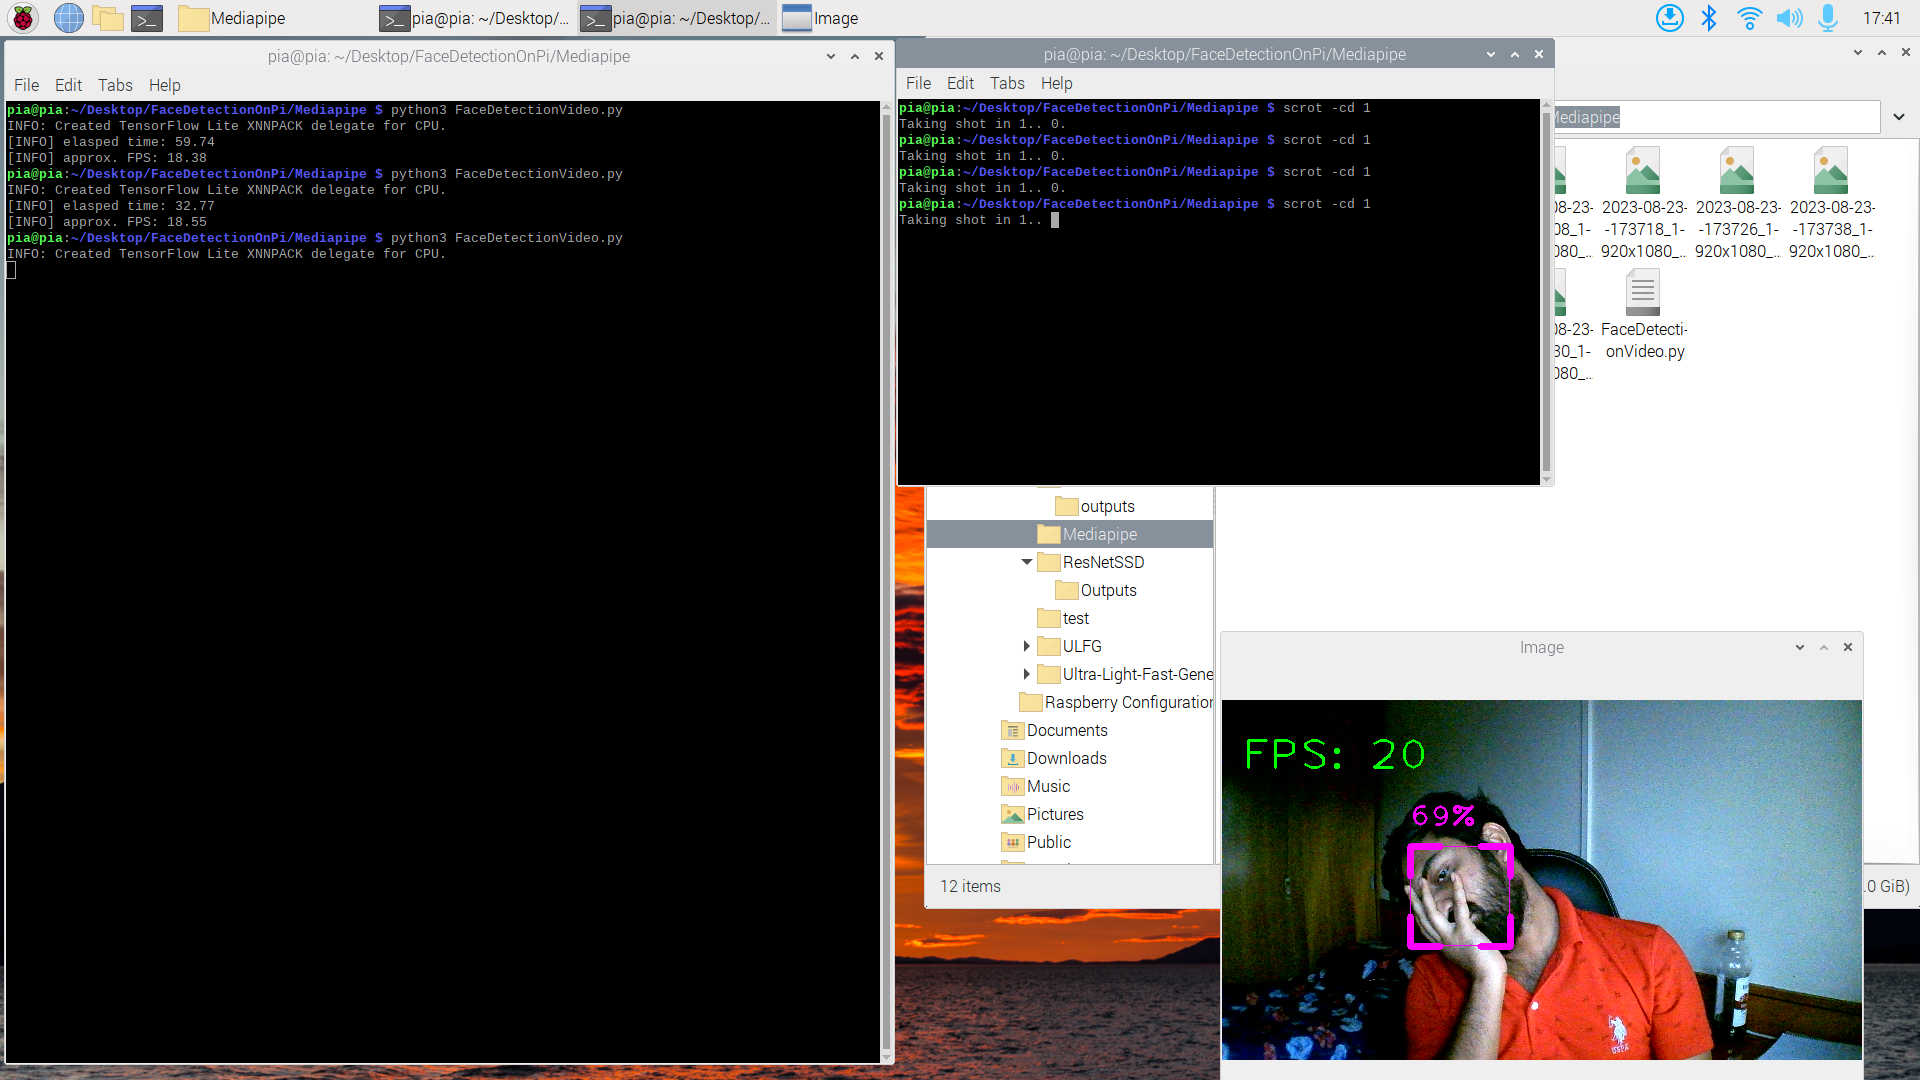 Mediapipe
pia@pia: ~/Desktop/...
pia@pia: ~/Desktop/...
Image
17:41
pia@pia: ~/Desktop/FaceDetectionOnPi/Mediapipe
File Edit Tabs Help
pia@pia:~/Desktop/FaceDetectionOnPi/Mediapipe $ python3 FaceDetectionVideo.py
INFO: Created TensorFlow Lite XNNPACK delegate for CPU.
[INFO] elasped time: 59.74
[INFO] approx. FPS: 18.38
pia@pia:~/Desktop/FaceDetectionOnPi/Mediapipe $ python3 FaceDetectionVideo.py
INFO: Created TensorFlow Lite XNNPACK delegate for CPU.
[INFO] elasped time: 32.77
[INFO] approx. FPS: 18.55
pia@pia:~/Desktop/FaceDetectionOnPi/Mediapipe $ python3 FaceDetectionVideo.py
INFO: Created TensorFlow Lite XNNPACK delegate for CPU.
pia@pia: ~/Desktop/FaceDetectionOnPi/Mediapipe
File Edit Tabs Help
pia@pia:~/Desktop/FaceDetectionOnPi/Mediapipe $ scrot -cd 1
Taking shot in 1.. 0.
pia@pia:~/Desktop/FaceDetectionOnPi/Mediapipe $ scrot -cd 1
Taking shot in 1.. 0.
pia@pia:~/Desktop/FaceDetectionOnPi/Mediapipe $ scrot -cd 1
Taking shot in 1.. 0.
pia@pia:~/Desktop/FaceDetectionOnPi/Mediapipe $ scrot -cd 1
Taking shot in 1..
Mediapipe
08-23-
08_1-
080_...
2023-08-23-
-173718_1-
920x1080_...
2023-08-23-
-173726_1-
920x1080_...
2023-08-23-
-173738_1-
920x1080_...
08-23-
30_1-
080_...
FaceDetecti-
onVideo.py
outputs
Mediapipe
ResNetSSD
Outputs
test
ULFG
Ultra-Light-Fast-Gene
Raspberry Configuration
Documents
Downloads
Music
Pictures
Public
12 items
.0 GiB)
Image
FPS: 20
69%
USPA